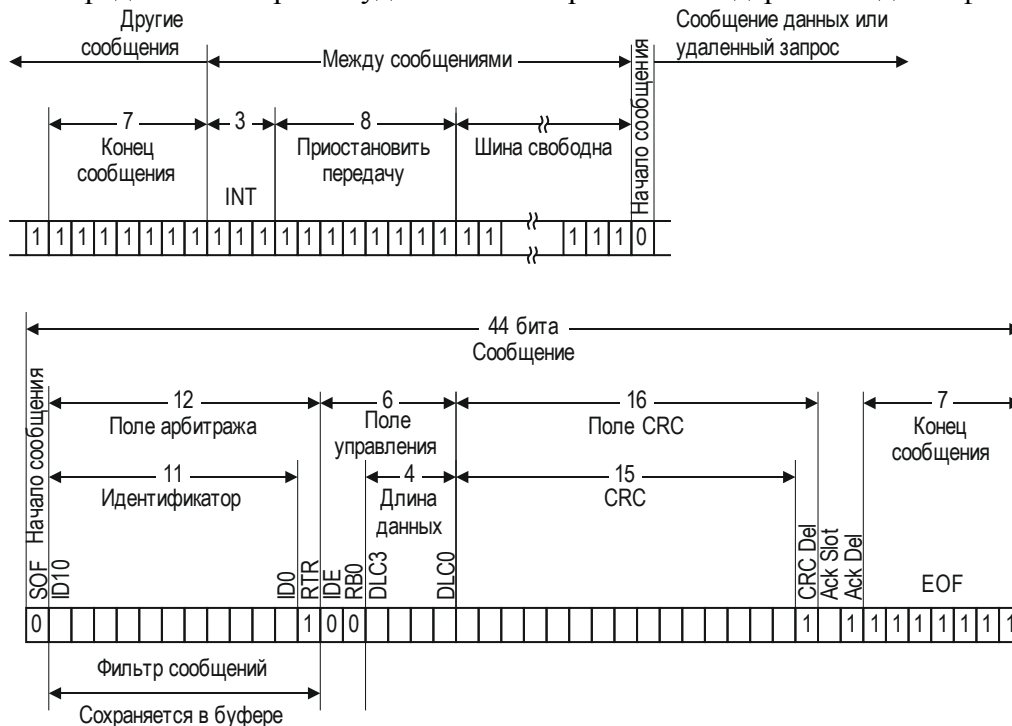 Другие
сообщения
Сообщение данных или
удаленный запрос
Между сообщениями
7
Конец
сообщения
3
INT
8
Приостановить
передачу
Шина свободна
Начало сообщения
1 1 1 1 1 1 1 1 1 1 1 1 1 1 1 1 1 1 1 1 1 1 1 1 0
44 бита
Сообщение
Начало сообщения
12
Поле арбитража
6
Поле
управления
16
Поле CRC
7
Конец
сообщения
11
Идентификатор
4
Длина
данных
15
CRC
SOF
ID10
ID0
RTR
IDE
RB0
DLC3
DLC0
CRC Del
Ack Slot
Ack Del
EOF
0 1 0 0 1 1 1 1 1 1 1 1 1
Фильтр сообщений
Сохраняется в буфере